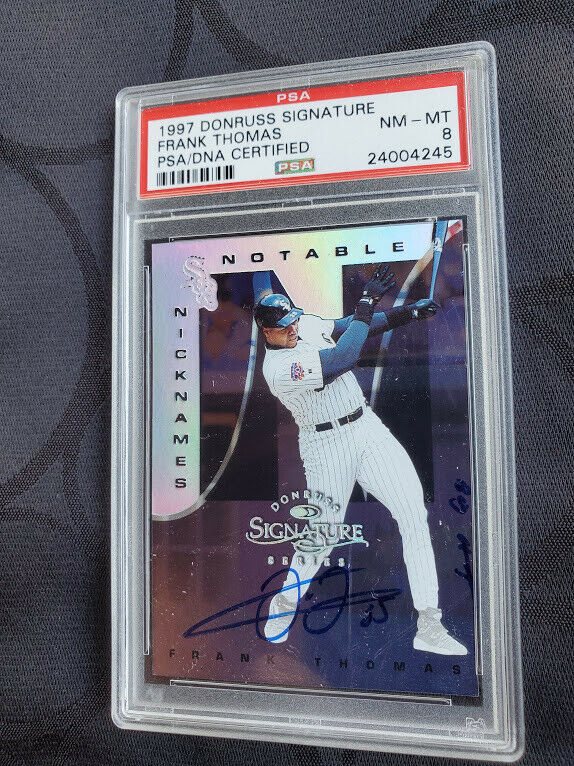 PSA
1997 DONRUSS SIGNATURE
FRANK THOMAS NM - MT
PSA/DNA CERTIFIED 8
PSA 24004245
NOTABLE
NICKNAMES
DONRUSS
SIGNATURE
SERIES
35
FRANK THOMAS